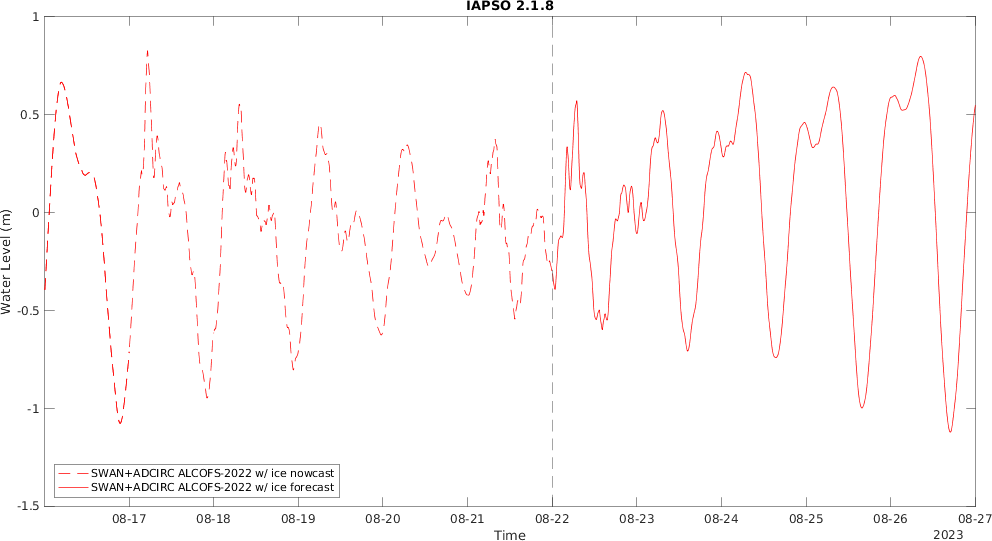 IAPSO 2.1.8
1
0.5
0
-0.5
-1
-1.5
Water Level (m)
SWAN+ADCIRC ALCOFS-2022 w/ ice nowcast
SWAN+ADCIRC ALCOFS-2022 w/ ice forecast
08-17 08-18 08-19 08-20 08-21 08-22 08-23 08-24 08-25 08-26 08-27
Time
2023